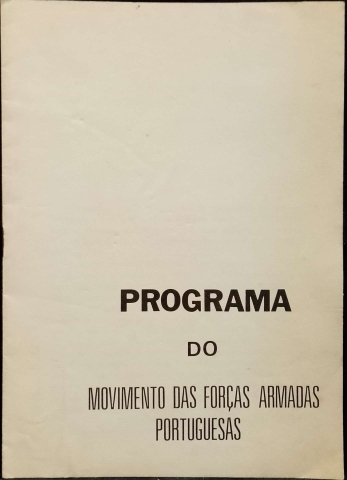 PROGRAMA
DO
MOVIMENTO DAS FORÇAS ARMADAS
PORTUGUESAS